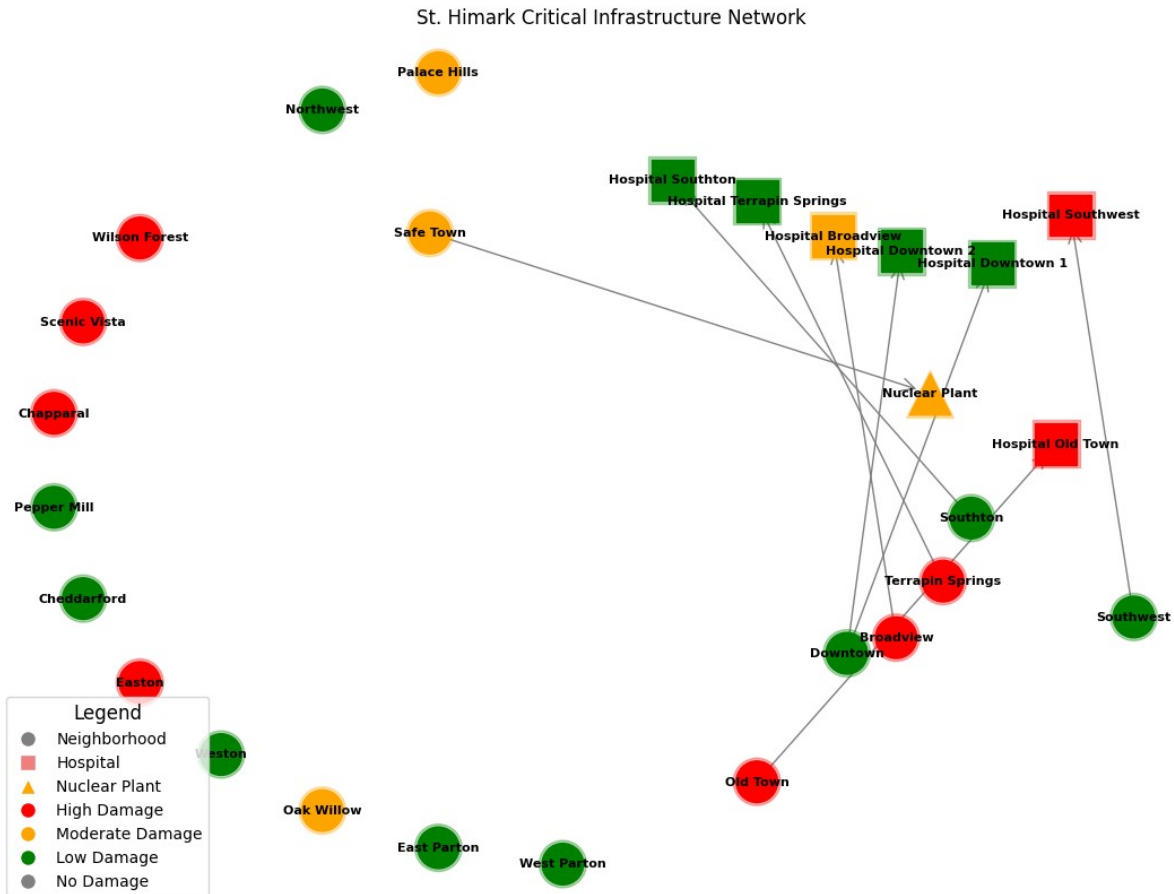 St. Himark Critical Infrastructure Network
Palace Hills
Northwest
Hospital Southton
Hospital Terrapin Springs
Hospital Southwest
Safe Town
Wilson Forest
Hospital Broadview
Hospital Downtown 2
Hospital Downtown 1
Scenic Vista
Nuclear Plant
Chapparal
Hospital Old Town
Pepper Mill
Southton
Terrapin Springs
Cheddarford
Southwest
Broadview
Downtown
Easton
Legend
Neighborhood
Hospital
Nuclear Plant
High Damage
Moderate Damage
Low Damage
No Damage
Weston
Old Town
Oak Willow
East Parton
West Parton